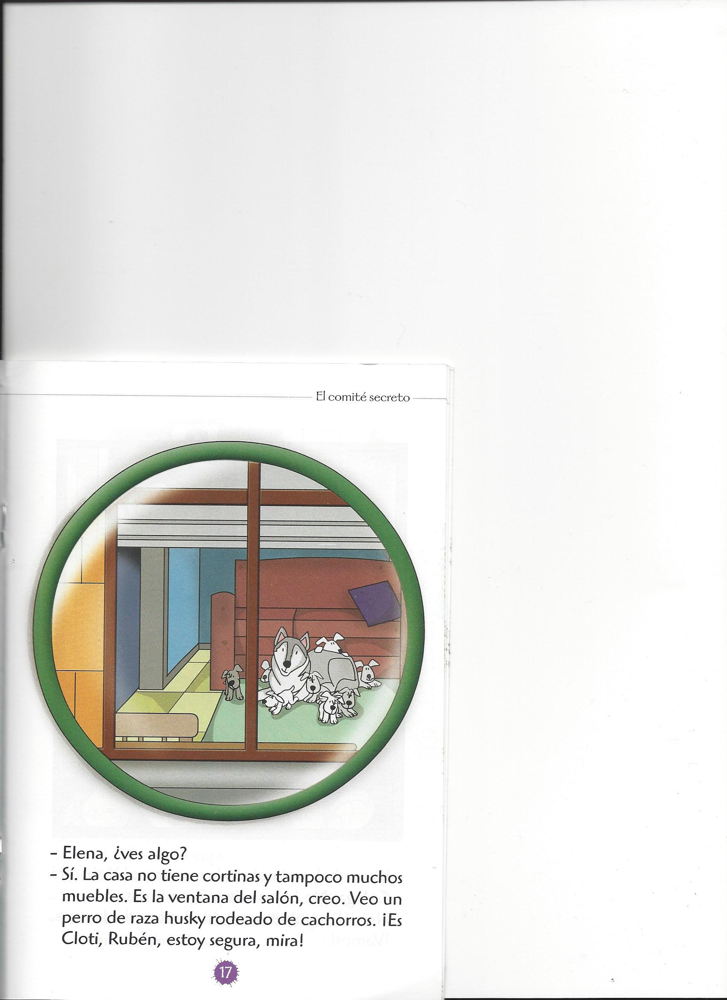 El comité secreto
– Elena, ¿ves algo?
– Sí. La casa no tiene cortinas y tampoco muchos
muebles. Es la ventana del salón, creo. Veo un
perro de raza husky rodeado de cachorros. ¡Es
Cloti, Rubén, estoy segura, mira!
17